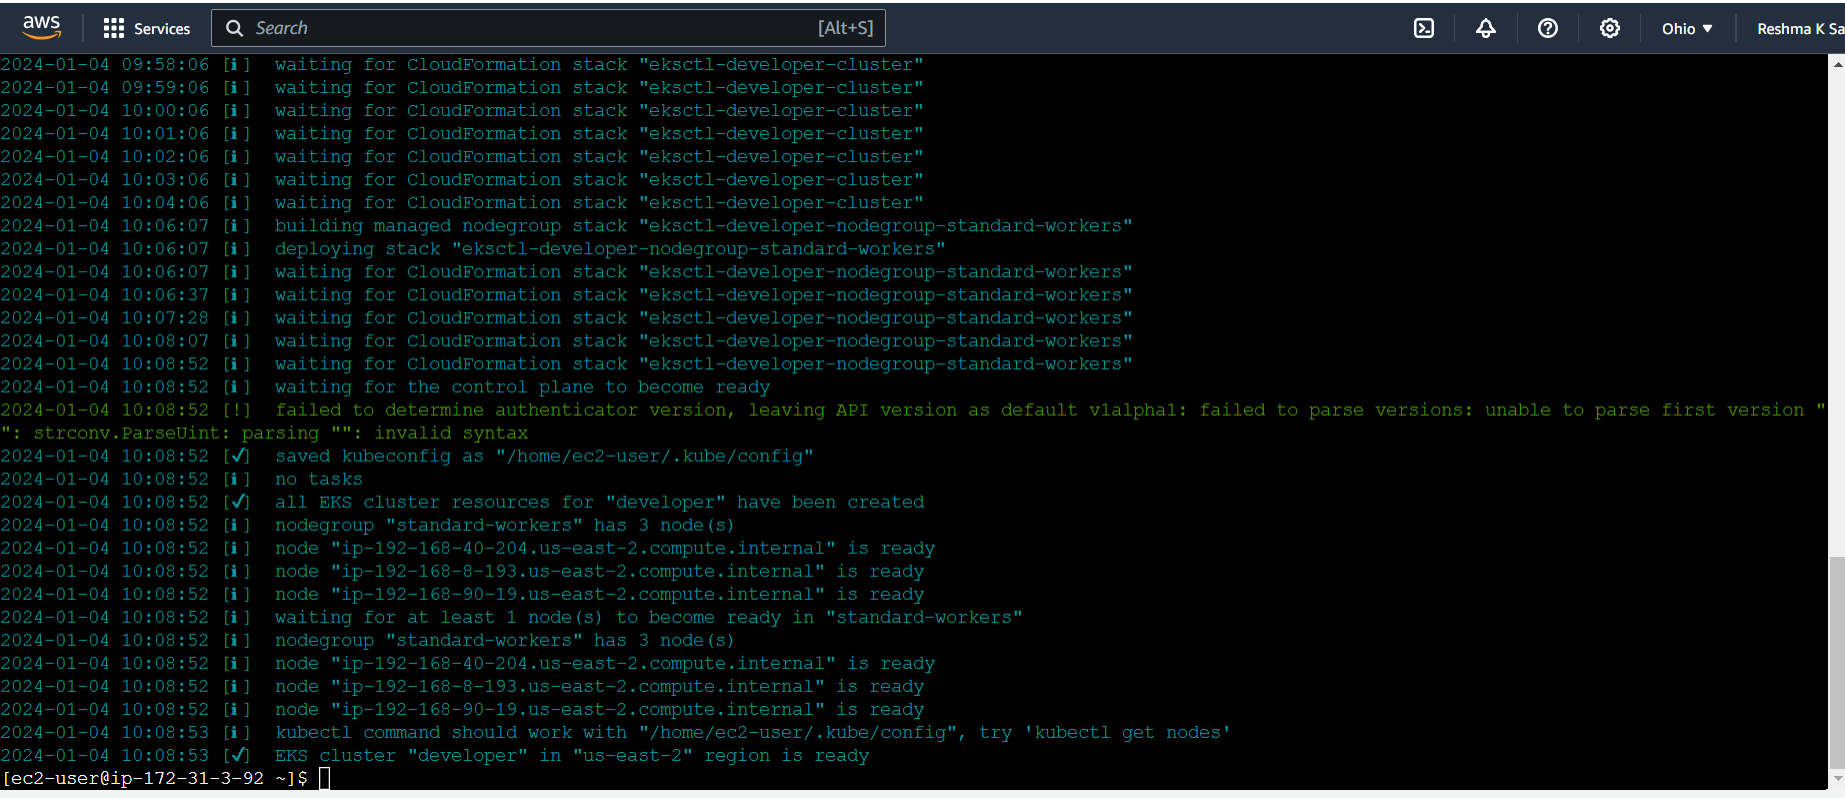 aws Services Search [Alt+S] Ohio ▼ Reshma K Sa
2024-01-04 09:58:06 [ℹ] waiting for CloudFormation stack "eksctl-developer-cluster"
2024-01-04 09:59:06 [ℹ] waiting for CloudFormation stack "eksctl-developer-cluster"
2024-01-04 10:00:06 [ℹ] waiting for CloudFormation stack "eksctl-developer-cluster"
2024-01-04 10:01:06 [ℹ] waiting for CloudFormation stack "eksctl-developer-cluster"
2024-01-04 10:02:06 [ℹ] waiting for CloudFormation stack "eksctl-developer-cluster"
2024-01-04 10:03:06 [ℹ] waiting for CloudFormation stack "eksctl-developer-cluster"
2024-01-04 10:04:06 [ℹ] waiting for CloudFormation stack "eksctl-developer-cluster"
2024-01-04 10:06:07 [ℹ] building managed nodegroup stack "eksctl-developer-nodegroup-standard-workers"
2024-01-04 10:06:07 [ℹ] deploying stack "eksctl-developer-nodegroup-standard-workers"
2024-01-04 10:06:07 [ℹ] waiting for CloudFormation stack "eksctl-developer-nodegroup-standard-workers"
2024-01-04 10:06:37 [ℹ] waiting for CloudFormation stack "eksctl-developer-nodegroup-standard-workers"
2024-01-04 10:07:28 [ℹ] waiting for CloudFormation stack "eksctl-developer-nodegroup-standard-workers"
2024-01-04 10:08:07 [ℹ] waiting for CloudFormation stack "eksctl-developer-nodegroup-standard-workers"
2024-01-04 10:08:52 [ℹ] waiting for CloudFormation stack "eksctl-developer-nodegroup-standard-workers"
2024-01-04 10:08:52 [ℹ] waiting for the control plane to become ready
2024-01-04 10:08:52 [!] failed to determine authenticator version, leaving API version as default v1alpha1: failed to parse versions: unable to parse first version "
": strconv.ParseUint: parsing "": invalid syntax
2024-01-04 10:08:52 [✓] saved kubeconfig as "/home/ec2-user/.kube/config"
2024-01-04 10:08:52 [ℹ] no tasks
2024-01-04 10:08:52 [✓] all EKS cluster resources for "developer" have been created
2024-01-04 10:08:52 [ℹ] nodegroup "standard-workers" has 3 node(s)
2024-01-04 10:08:52 [ℹ] node "ip-192-168-40-204.us-east-2.compute.internal" is ready
2024-01-04 10:08:52 [ℹ] node "ip-192-168-8-193.us-east-2.compute.internal" is ready
2024-01-04 10:08:52 [ℹ] node "ip-192-168-90-19.us-east-2.compute.internal" is ready
2024-01-04 10:08:52 [ℹ] waiting for at least 1 node(s) to become ready in "standard-workers"
2024-01-04 10:08:52 [ℹ] nodegroup "standard-workers" has 3 node(s)
2024-01-04 10:08:52 [ℹ] node "ip-192-168-40-204.us-east-2.compute.internal" is ready
2024-01-04 10:08:52 [ℹ] node "ip-192-168-8-193.us-east-2.compute.internal" is ready
2024-01-04 10:08:52 [ℹ] node "ip-192-168-90-19.us-east-2.compute.internal" is ready
2024-01-04 10:08:53 [ℹ] kubectl command should work with "/home/ec2-user/.kube/config", try 'kubectl get nodes'
2024-01-04 10:08:53 [✓] EKS cluster "developer" in "us-east-2" region is ready
[ec2-user@ip-172-31-3-92 ~]$